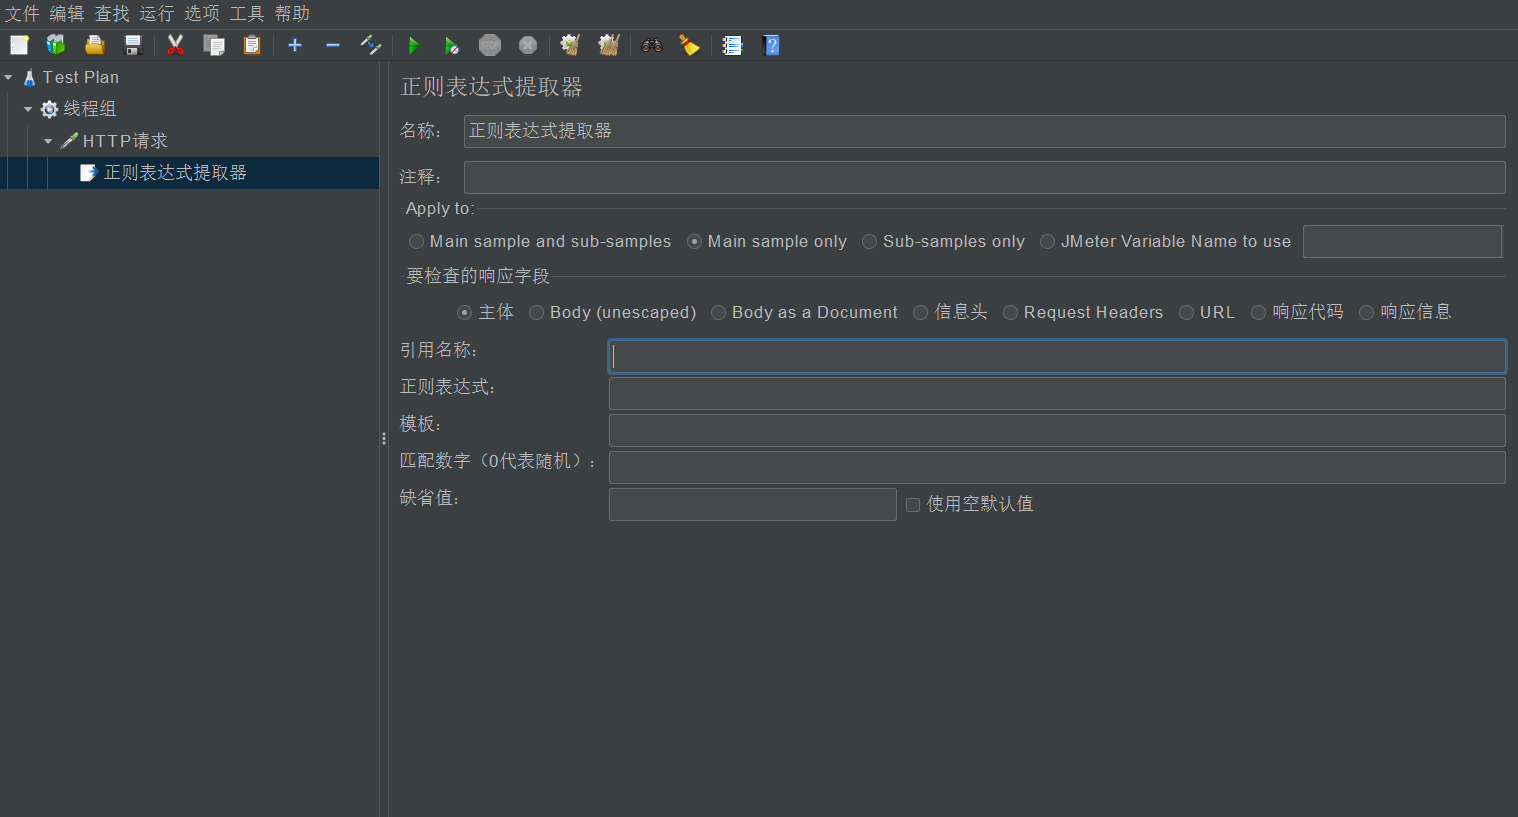 文件 编辑 查找 运行 选项 工具 帮助
STOP
Test Plan
线程组
HTTP请求
正则表达式提取器
正则表达式提取器
名称： 正则表达式提取器
注释：
Apply to:
Main sample and sub-samples Main sample only Sub-samples only JMeter Variable Name to use
要检查的响应字段
主体 Body (unescaped) Body as a Document 信息头 Request Headers URL 响应代码 响应信息
引用名称：
正则表达式：
模板：
匹配数字（0代表随机）：
缺省值： 使用空默认值